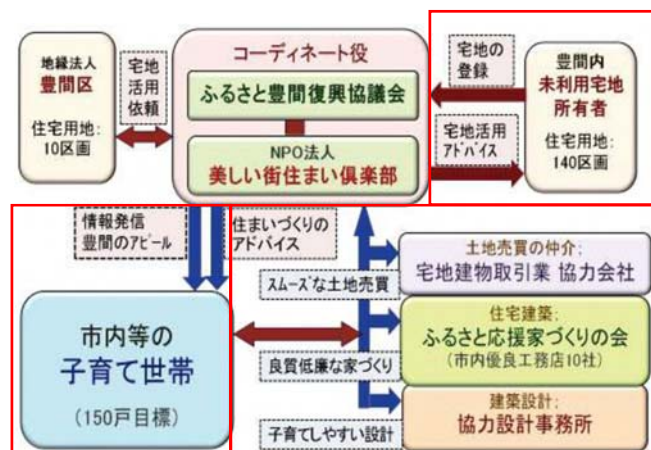 地縁法人
豊間区
住宅用地:
10区画
宅地
活用
依頼
コーディネート役
ふるさと豊間復興協議会
NPO法人
美しい街住まい倶楽部
宅地の
登録
宅地活用
アドバイス
豊間内
未利用宅地
所有者
住宅用地:
140区画
情報発信
豊間のアピール
住まいづくりの
アドバイス
市内等の
子育て世帯
(150戸目標)
スムーズな土地売買
良質低廉な家づくり
子育てしやすい設計
土地売買の仲介:
宅地建物取引業 協力会社
住宅建築:
ふるさと応援家づくりの会
(市内優良工務店10社)
建築設計:
協力設計事務所